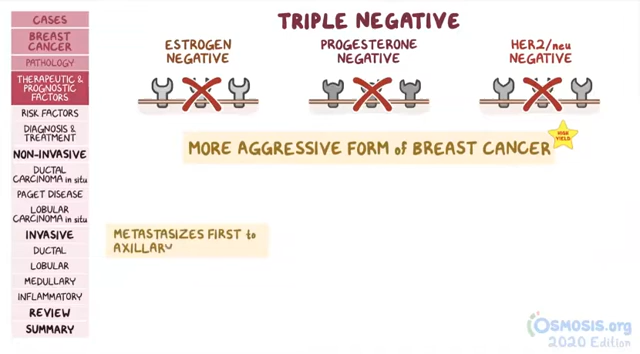 CASES
BREAST
CANCER
PATHOLOGY
THERAPEUTIC &
PROGNOSTIC
FACTORS
RISK FACTORS
DIAGNOSIS &
TREATMENT
NON-INVASIVE
DUCTAL
CARCINOMA in situ
PAGET DISEASE
LOBULAR
CARCINOMA in situ
INVASIVE
DUCTAL
LOBULAR
MEDULLARY
INFLAMMATORY
REVIEW
SUMMARY
TRIPLE NEGATIVE
ESTROGEN
NEGATIVE
PROGESTERONE
NEGATIVE
HER2/neu
NEGATIVE
MORE AGGRESSIVE FORM of BREAST CANCER
HIGH
YIELD
METASTASIZES FIRST to
AXILLAR
OSMOSIS.org
2020 Edition